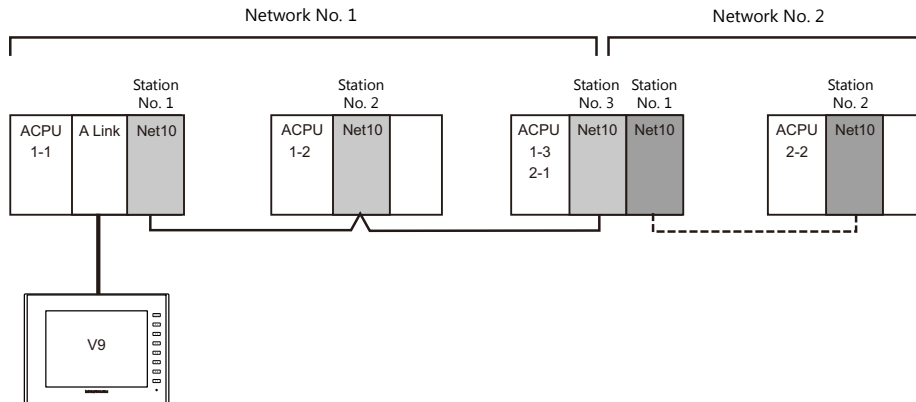 Network No. 1
Network No. 2
Station
No. 1
Station
No. 2
Station
No. 3
Station
No. 1
Station
No. 2
ACPU
1-1
A Link
Net10
ACPU
1-2
Net10
ACPU
1-3
2-1
Net10
Net10
ACPU
2-2
Net10
V9